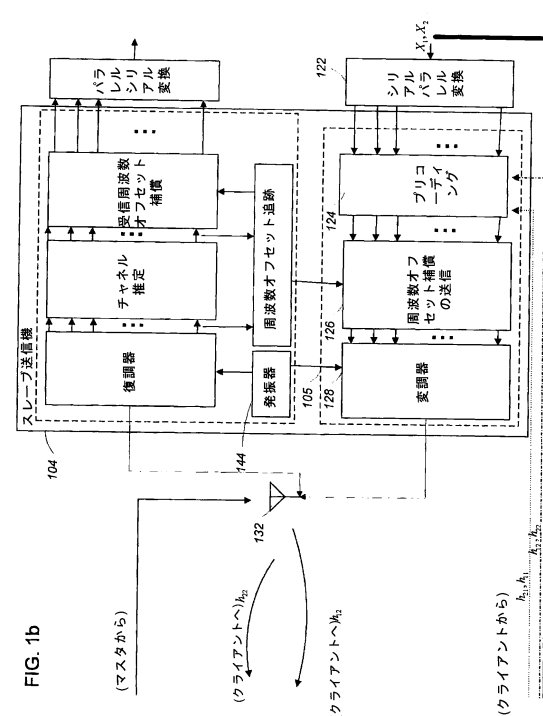 FIG. 1b
スレーブ送信機
104
復調器
チャネル
推定
受信周波数
オフセット
補償
パラ
レルシリ
アル
変換
発振器
周波数オフセット追跡
144
105
128
変調器
126
周波数オフ
セット補償
の送信
124
プリコ
ーディ
ング
122
シリ
アル
パラ
レル
変換
X₁, X₂
132
(マスタから)
(クライアントへ)h₂₂
クライアントへ)h₁₂
(クライアントから)
h₂₁, h₁₁
h₁₂, h₂₂